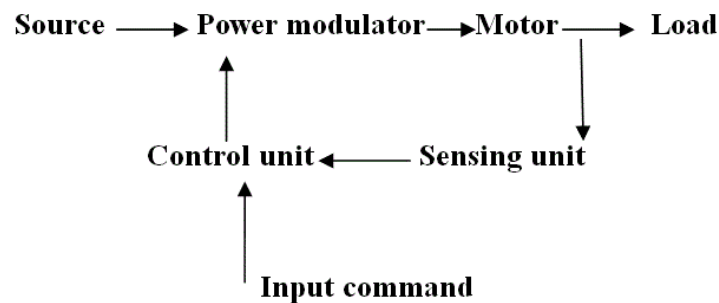 Source Power modulator Motor Load
Control unit Sensing unit
Input command